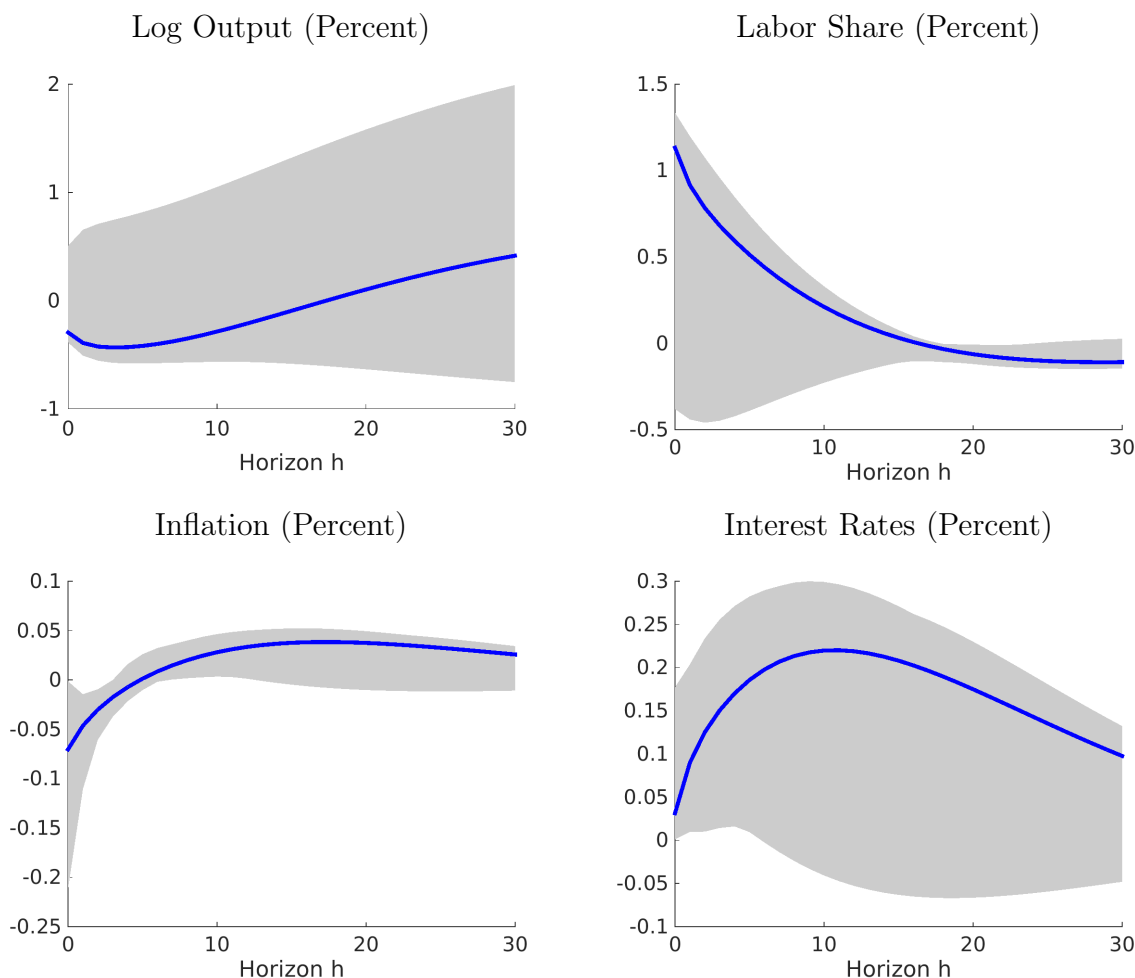 Log Output (Percent)
2
1
0
-1
0 10 20 30
Horizon h
Labor Share (Percent)
1.5
1
0.5
0
-0.5
0 10 20 30
Horizon h
Inflation (Percent)
0.1
0.05
0
-0.05
-0.1
-0.15
-0.2
-0.25
0 10 20 30
Horizon h
Interest Rates (Percent)
0.3
0.25
0.2
0.15
0.1
0.05
0
-0.05
-0.1
0 10 20 30
Horizon h